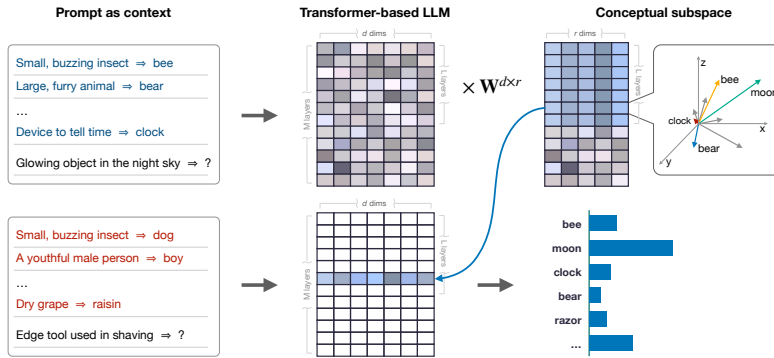 Prompt as context
Transformer-based LLM
Conceptual subspace
Small, buzzing insect ⇒ bee
Large, furry animal ⇒ bear
...
Device to tell time ⇒ clock
Glowing object in the night sky ⇒ ?
d dims
M layers
L layers
× W^{d×r}
r dims
L layers
z
bee
moon
clock
x
y
bear
Small, buzzing insect ⇒ dog
A youthful male person ⇒ boy
...
Dry grape ⇒ raisin
Edge tool used in shaving ⇒ ?
d dims
M layers
L layers
bee
moon
clock
bear
razor
...